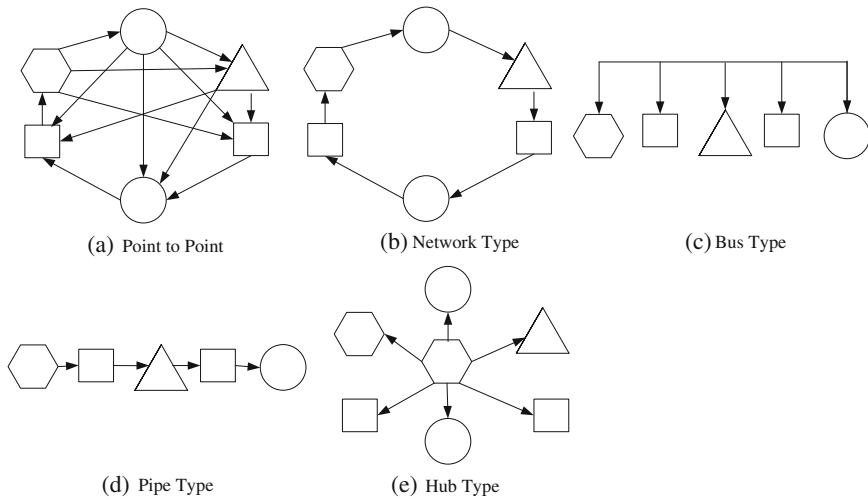 (a) Point to Point
(b) Network Type
(c) Bus Type
(d) Pipe Type
(e) Hub Type